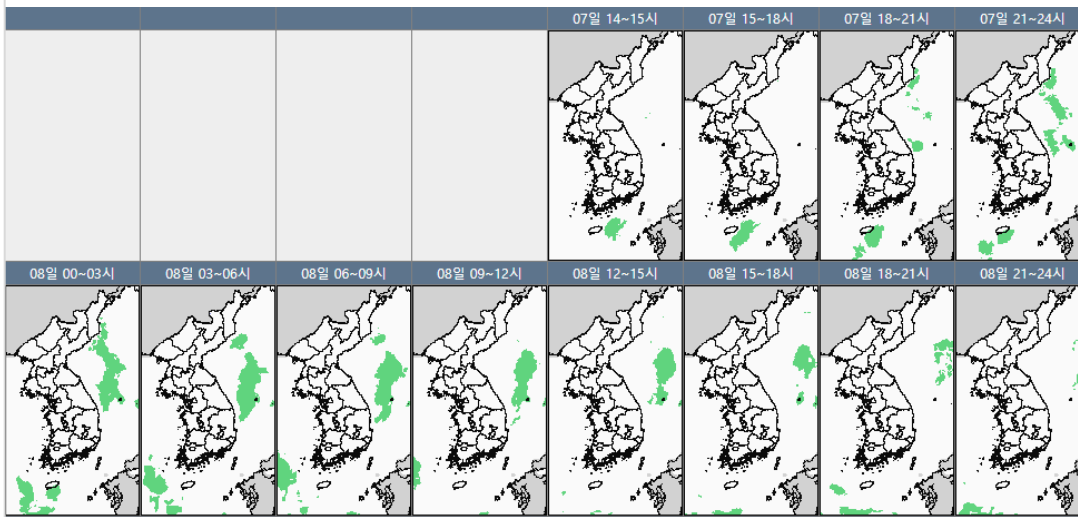 07일 14~15시
07일 15~18시
07일 18~21시
07일 21~24시
08일 00~03시
08일 03~06시
08일 06~09시
08일 09~12시
08일 12~15시
08일 15~18시
08일 18~21시
08일 21~24시